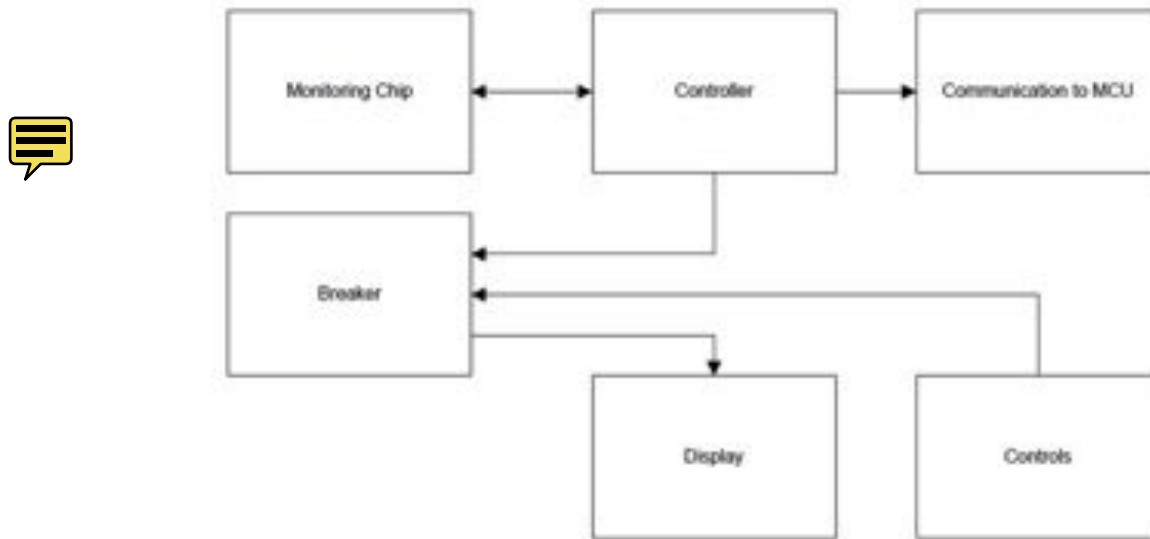 Monitoring Chip
Controller
Communication to MCU
Breaker
Display
Controls